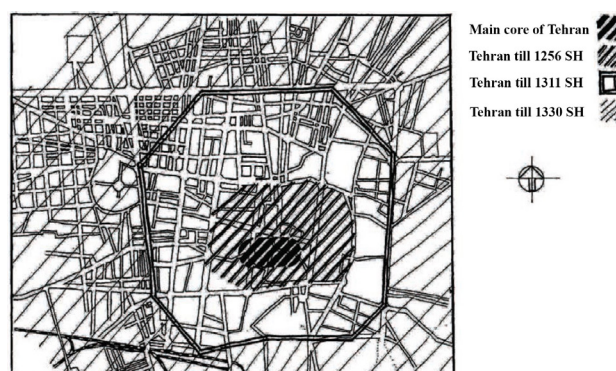 Main core of Tehran
Tehran till 1256 SH
Tehran till 1311 SH
Tehran till 1330 SH